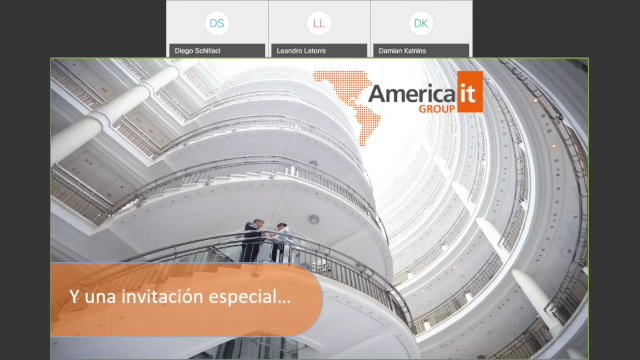 DS
LL
DK
Diego Schillaci
Leandro Latorre
Damian Kalnins
America it
GROUP
Y una invitación especial...